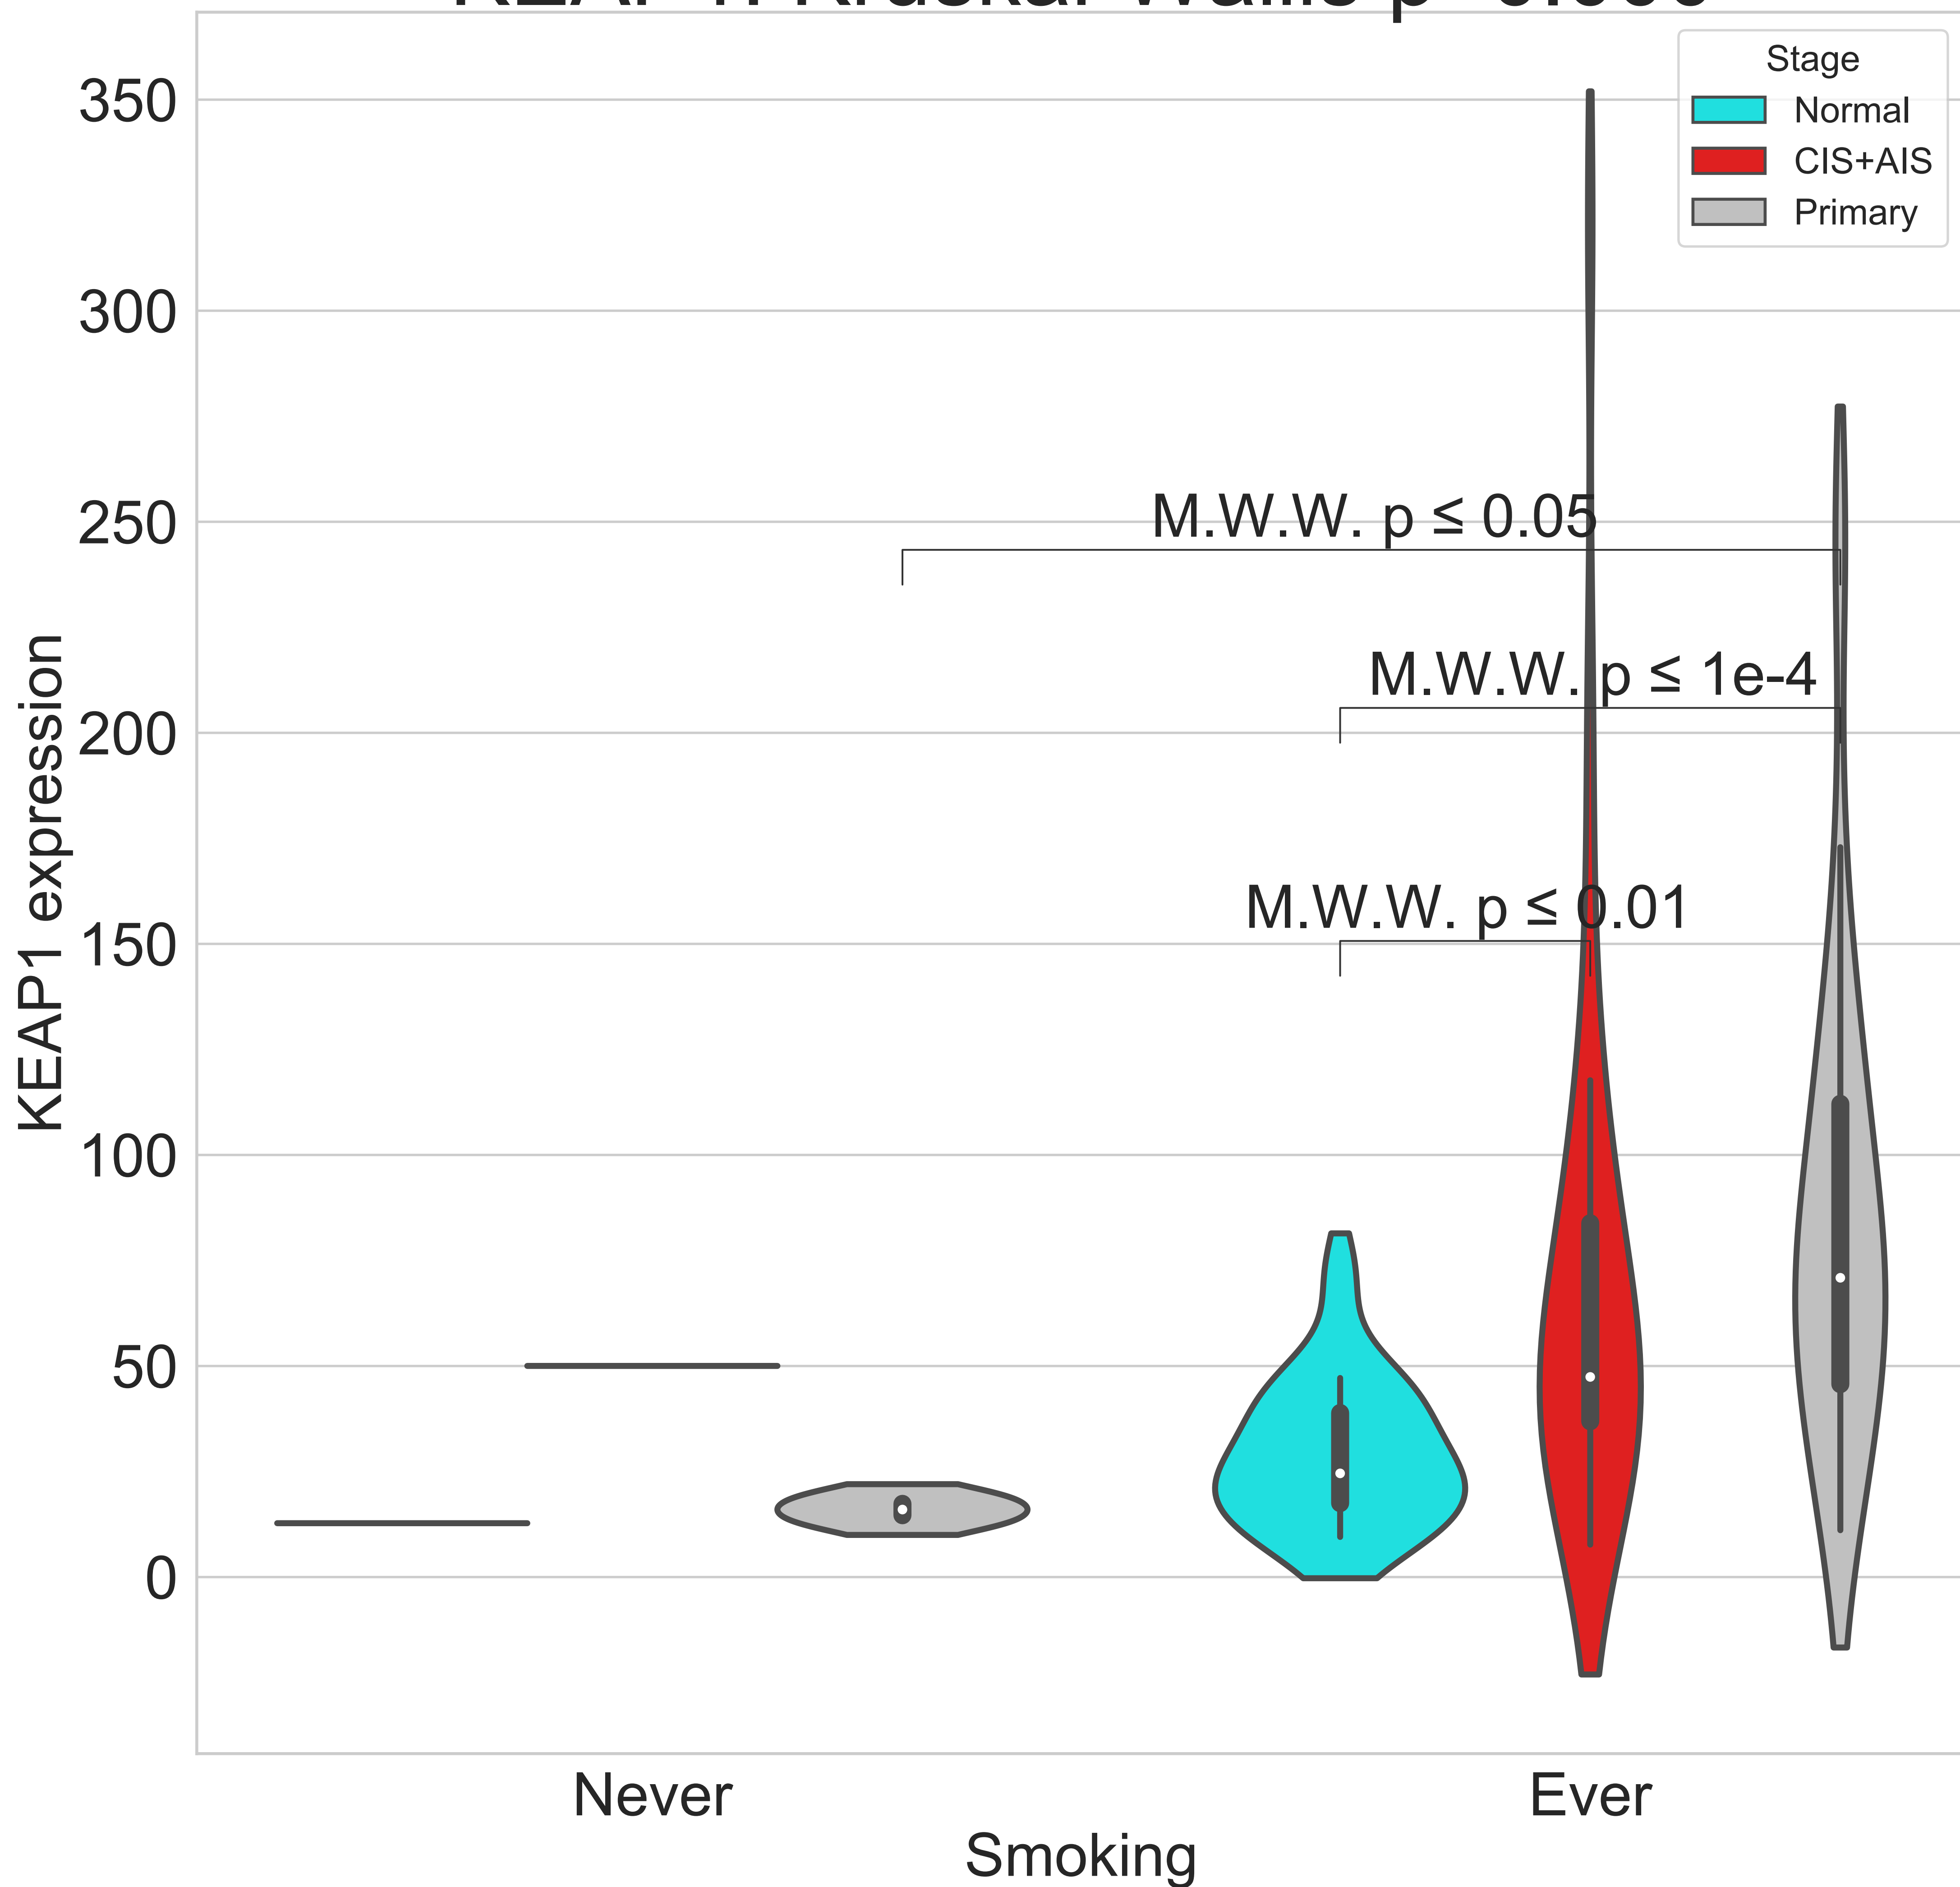 Stage
Normal
CIS+AIS
Primary
350
300
250
200
150
100
50
0
KEAP1 expression
M.W.W. p ≤ 0.05
M.W.W. p ≤ 1e-4
M.W.W. p ≤ 0.01
Never
Ever
Smoking